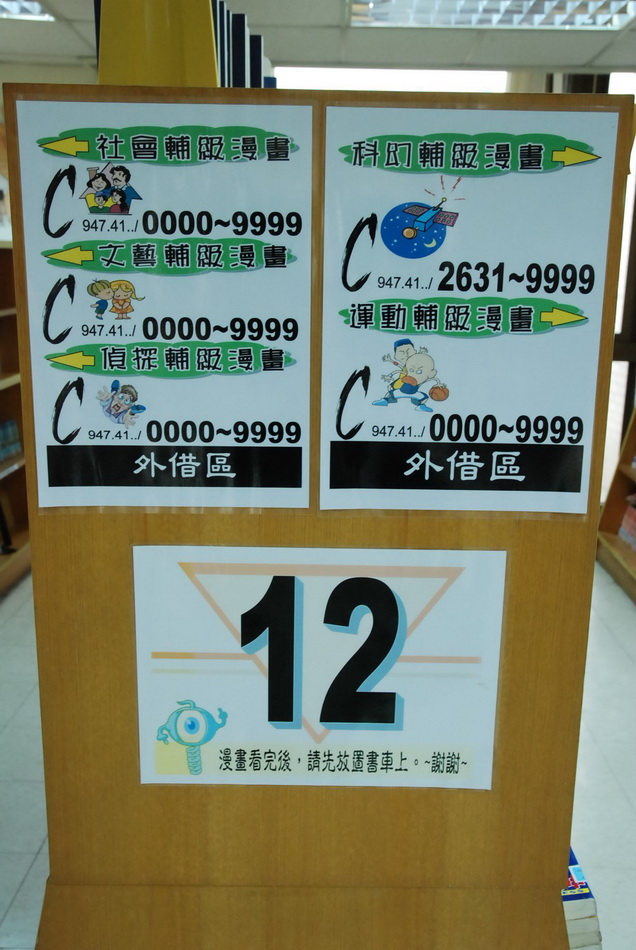 社會輔級漫畫
C 947.41../ 0000~9999
文藝輔級漫畫
C 947.41../ 0000~9999
偵探輔級漫畫
C 947.41../ 0000~9999
外借區
科幻輔級漫畫
C 947.41../ 2631~9999
運動輔級漫畫
C 947.41../ 0000~9999
外借區
12
漫畫看完後，請先放置書車上。~謝謝~